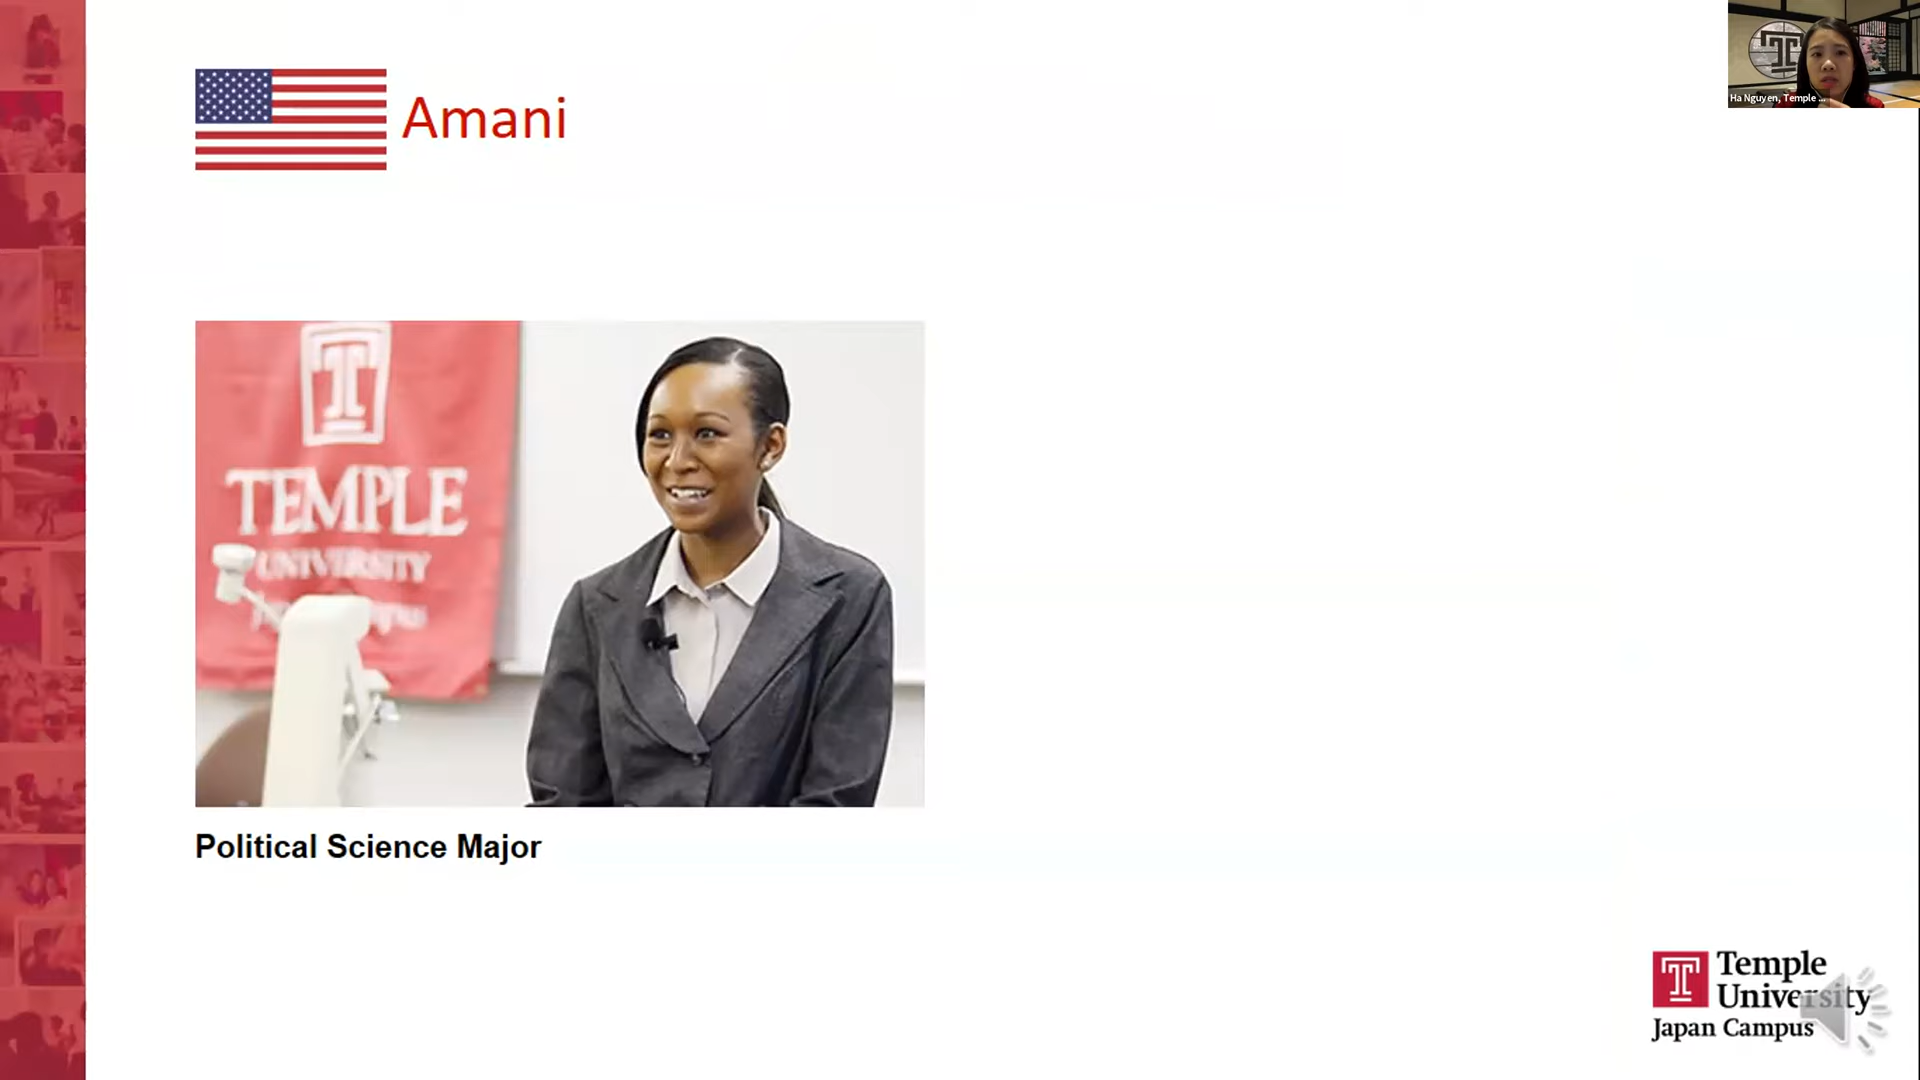 Amani
Ha Nguyen, Temple ...
TEMPLE
UNIVERSITY
Political Science Major
Temple
University
Japan Campus